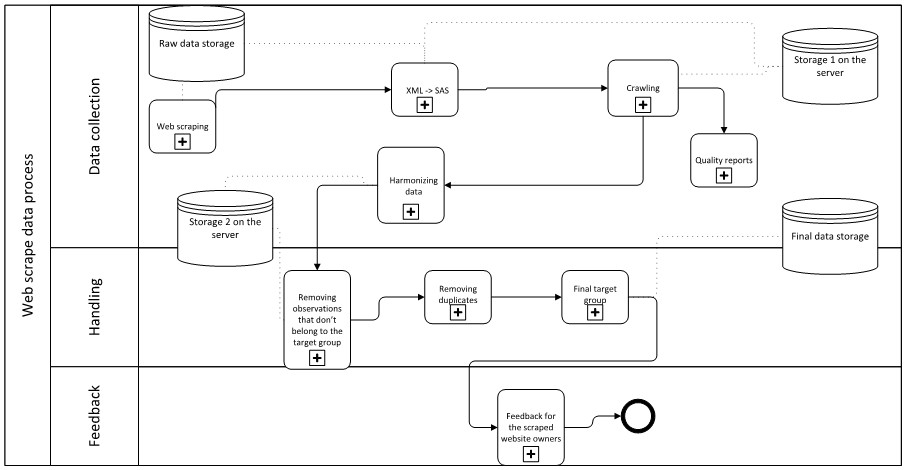 Web scrape data process
Data collection
Raw data storage
Storage 1 on the
server
XML -> SAS
Crawling
Web scraping
Quality reports
Harmonizing
data
Storage 2 on the
server
Final data storage
Handling
Removing
observations
that don't
belong to the
target group
Removing
duplicates
Final target
group
Feedback
Feedback for
the scraped
website owners